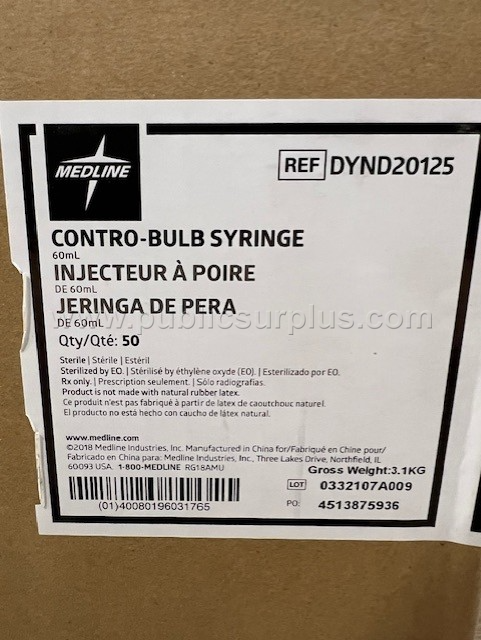 MEDLINE
REF DYND20125
CONTRO-BULB SYRINGE
60mL
INJECTEUR À POIRE
DE 60mL
JERINGA DE PERA
DE 60mL
www.publicsurplus.com
Qty/Qté: 50
Sterile | Stérile | Estéril
Sterilized by EO. | Stérilisé par éthylène oxyde (EO). | Esterilizado por EO.
Rx only. | Prescription seulement. | Sólo radiografías.
Product is not made with natural rubber latex.
Ce produit n'est pas fabriqué à partir de latex de caoutchouc naturel.
El producto no está hecho con caucho de látex natural.
www.medline.com
©2018 Medline Industries, Inc. Manufactured in China for/Fabriqué en Chine pour/
Fabricado en China para: Medline Industries, Inc., Three Lakes Drive, Northfield, IL
60093 USA. 1-800-MEDLINE RG18AMU
Gross Weight:3.1KG
LOT 0332107A009
(01)40080196031765
PO: 4513875936